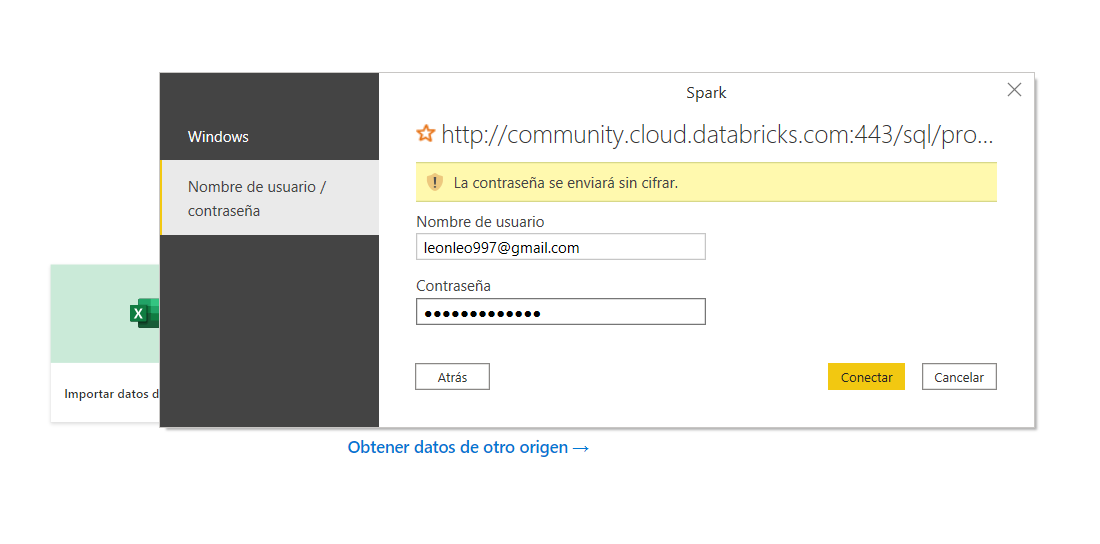 Spark
Windows
http://community.cloud.databricks.com:443/sql/pro...
Nombre de usuario /
contraseña
La contraseña se enviará sin cifrar.
Nombre de usuario
leonleo997@gmail.com
Contraseña
Atrás
Conectar
Cancelar
X
Importar datos d
Obtener datos de otro origen →